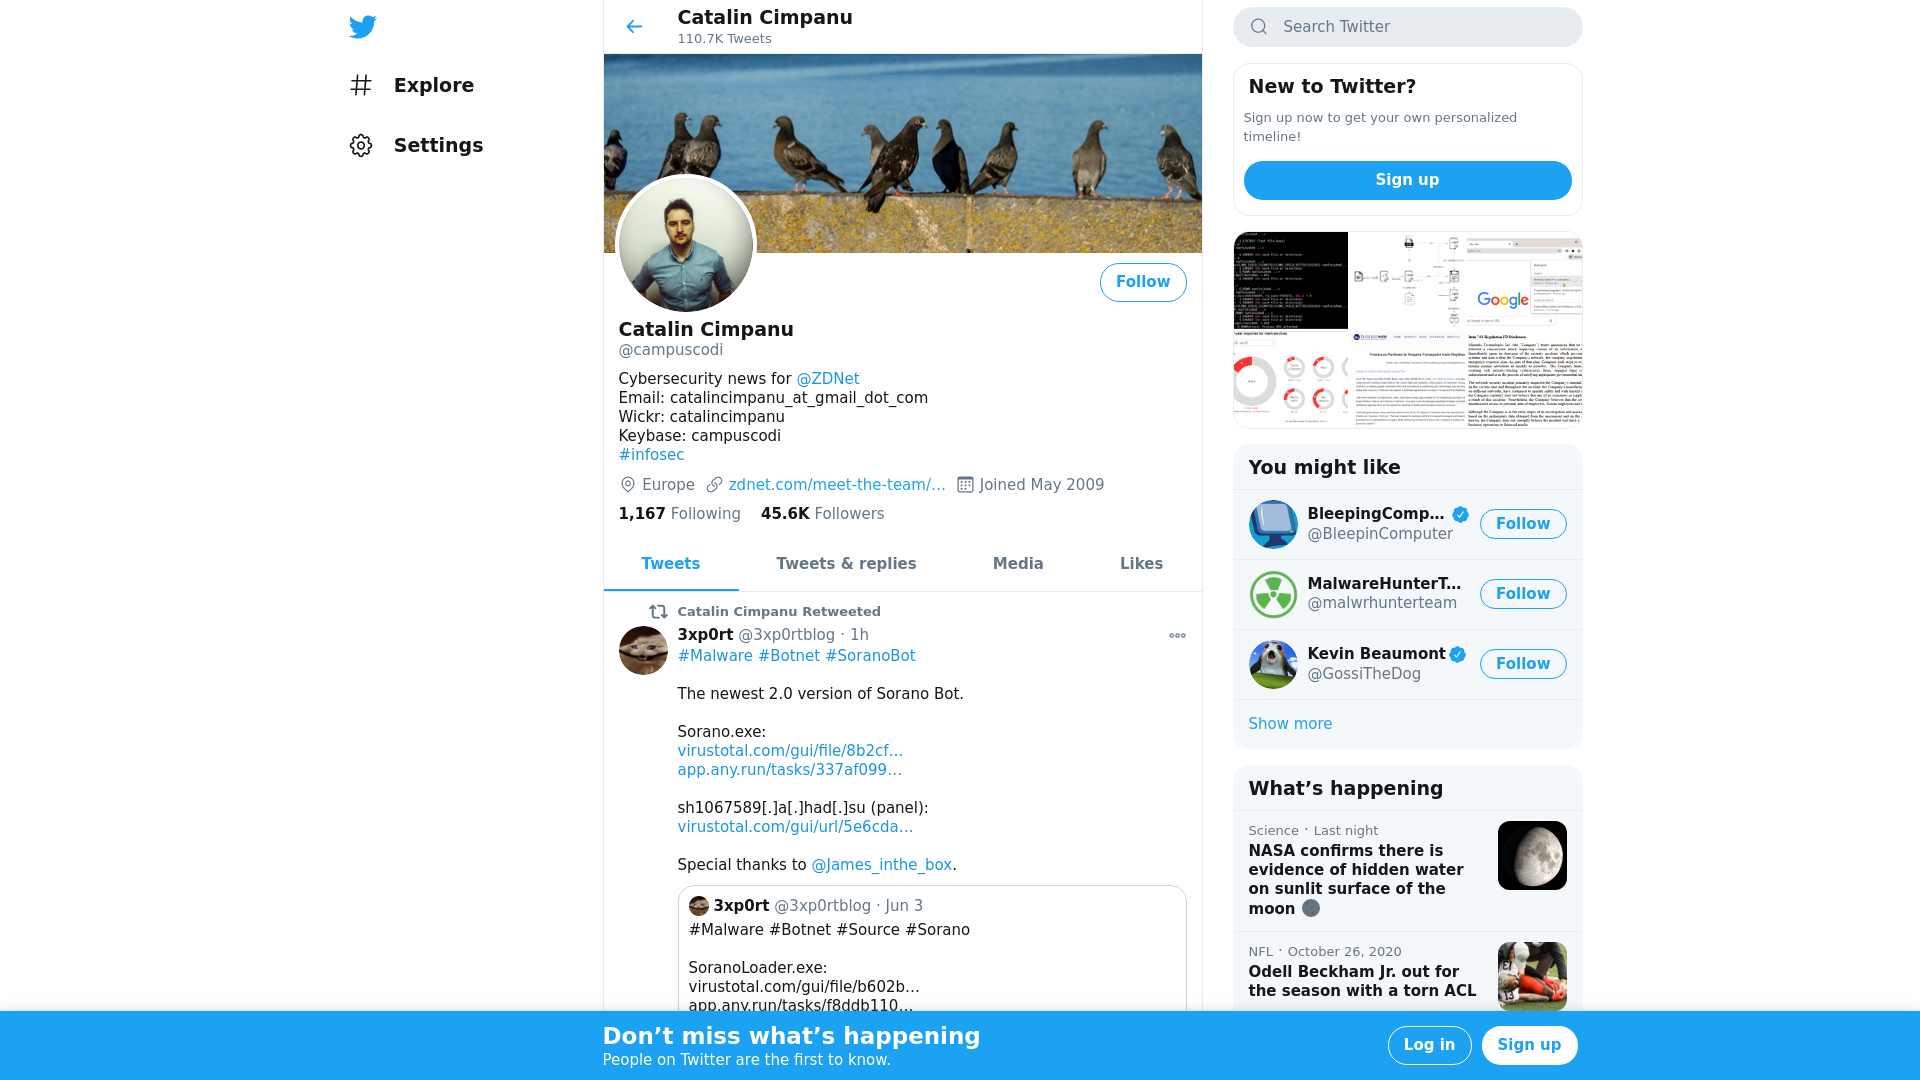 Explore
Settings
Catalin Cimpanu
110.7K Tweets
Follow
Catalin Cimpanu
@campuscodi
Cybersecurity news for @ZDNet
Email: catalincimpanu_at_gmail_dot_com
Wickr: catalincimpanu
Keybase: campuscodi
#infosec
Europe zdnet.com/meet-the-team/… Joined May 2009
1,167 Following 45.6K Followers
Tweets Tweets & replies Media Likes
Catalin Cimpanu Retweeted
3xp0rt @3xp0rtblog · 1h
#Malware #Botnet #SoranoBot
The newest 2.0 version of Sorano Bot.
Sorano.exe:
virustotal.com/gui/file/8b2cf…
app.any.run/tasks/337af099…
sh1067589[.]a[.]had[.]su (panel):
virustotal.com/gui/url/5e6cda…
Special thanks to @James_inthe_box.
3xp0rt @3xp0rtblog · Jun 3
#Malware #Botnet #Source #Sorano
SoranoLoader.exe:
virustotal.com/gui/file/b602b…
app.any.run/tasks/f8ddb110…
Search Twitter
New to Twitter?
Sign up now to get your own personalized
timeline!
Sign up
Google
You might like
BleepingComp…
@BleepinComputer
Follow
MalwareHunterT…
@malwrhunterteam
Follow
Kevin Beaumont
@GossiTheDog
Follow
Show more
What’s happening
Science · Last night
NASA confirms there is
evidence of hidden water
on sunlit surface of the
moon
NFL · October 26, 2020
Odell Beckham Jr. out for
the season with a torn ACL
Don’t miss what’s happening
People on Twitter are the first to know.
Log in
Sign up